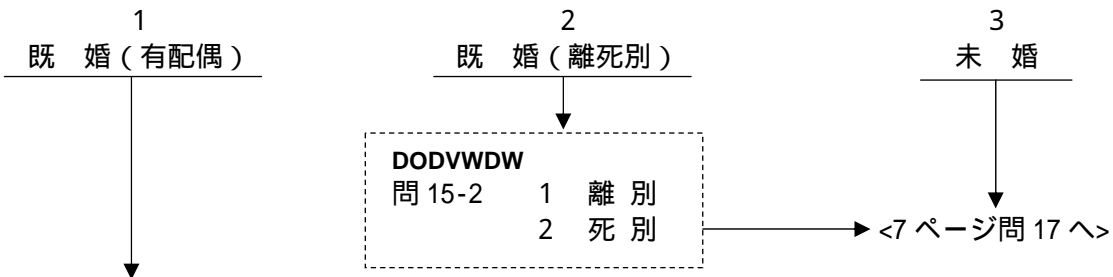 1
既 婚（有配偶）
2
既 婚（離死別）
3
未 婚
DODVWDW
問 15-2 1 離 別
2 死 別
<7 ページ問 17 へ>